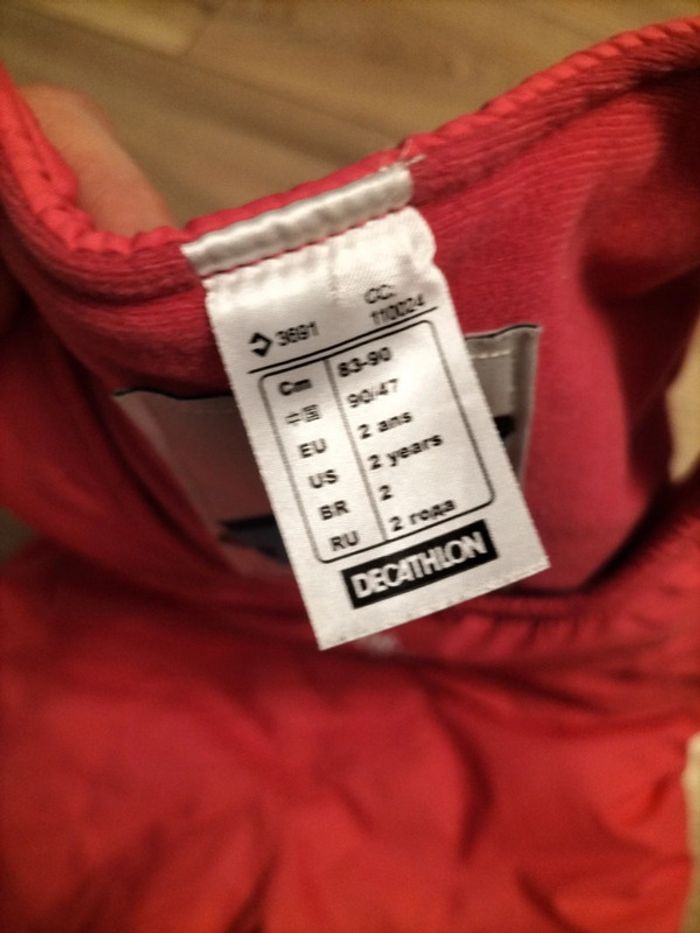 CC:
3691 110024
Cm 83-90
中国 90/47
EU 2 ans
US 2 years
BR 2
RU 2 года
DECATHLON